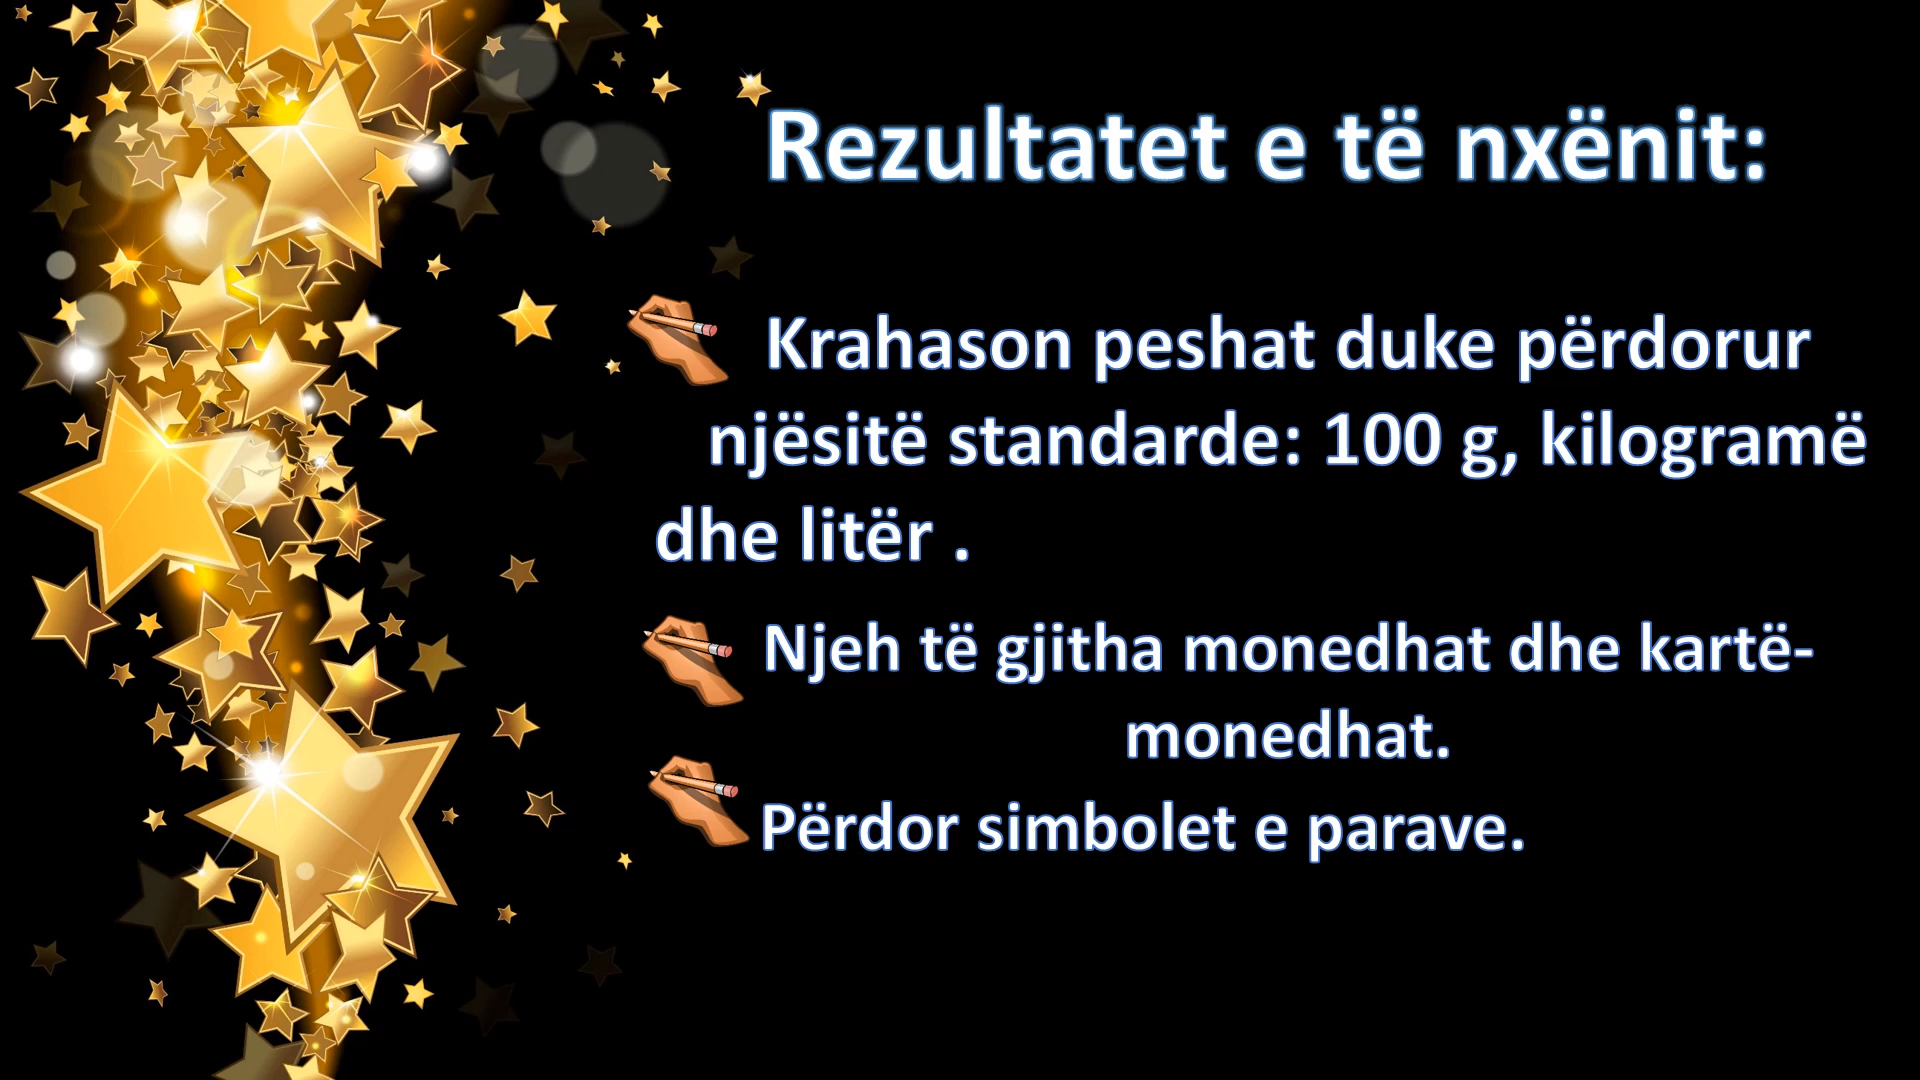 Rezultatet e të nxënit:
Krahason peshat duke përdorur
njësitë standarde: 100 g, kilogramë
dhe litër .
Njeh të gjitha monedhat dhe kartë-
monedhat.
Përdor simbolet e parave.